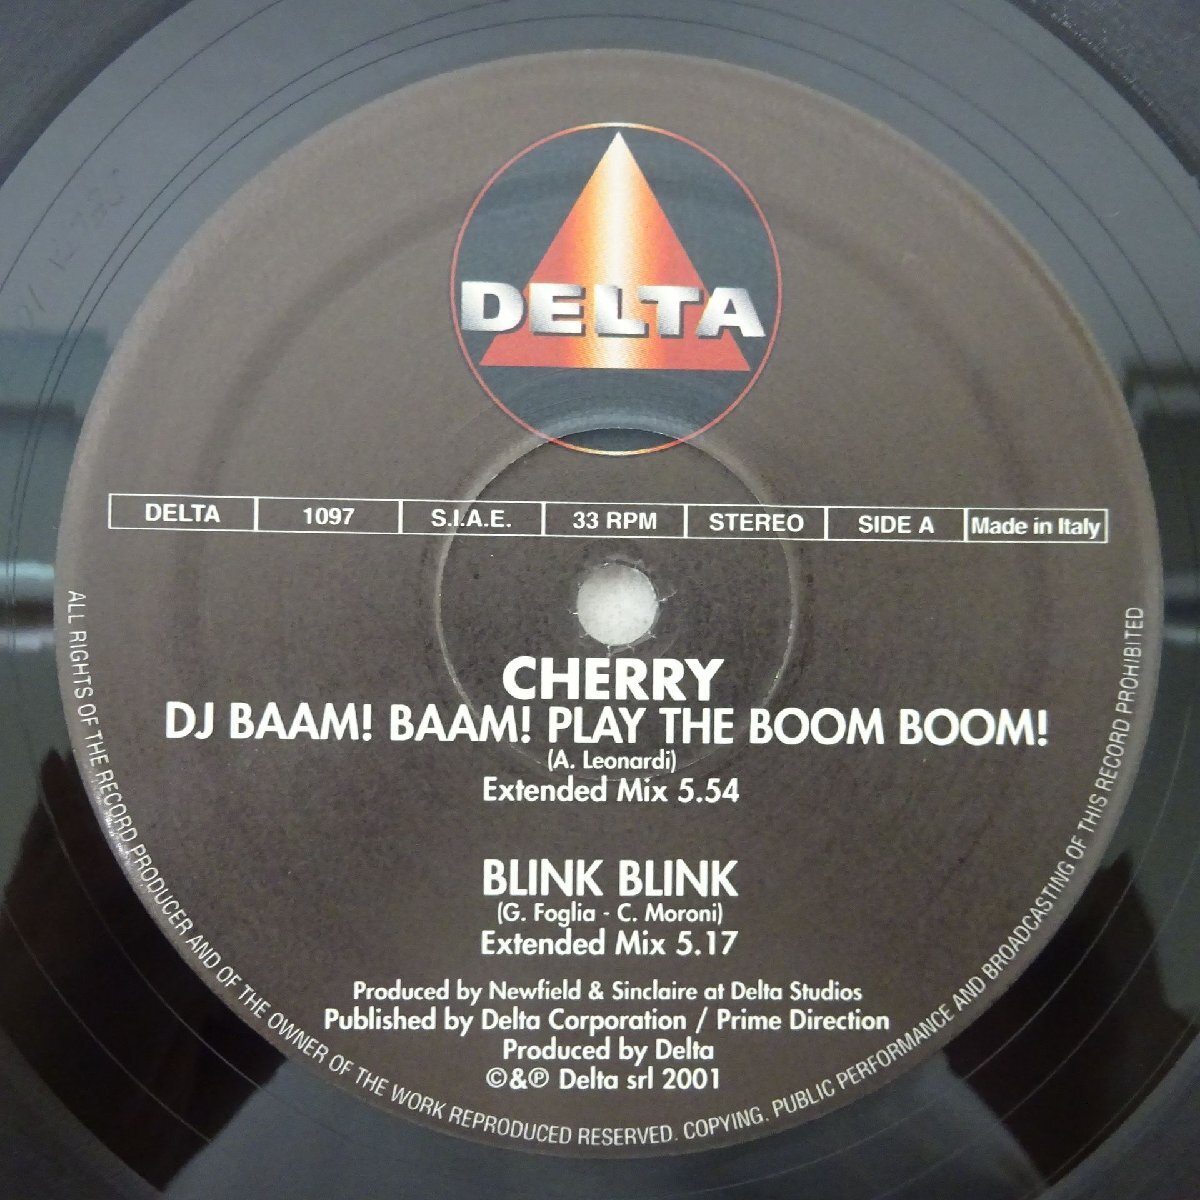 DELTA
DELTA 1097 S.I.A.E. 33 RPM STEREO SIDE A Made in Italy
CHERRY
DJ BAAM! BAAM! PLAY THE BOOM BOOM!
(A. Leonardi)
Extended Mix 5.54
BLINK BLINK
(G. Foglia - C. Moroni)
Extended Mix 5.17
Produced by Newfield & Sinclaire at Delta Studios
Published by Delta Corporation / Prime Direction
Produced by Delta
©&℗ Delta srl 2001
ALL RIGHTS OF THE RECORD PRODUCER AND OF THE OWNER OF THE WORK REPRODUCED RESERVED. COPYING. PUBLIC PERFORMANCE AND BROADCASTING OF THIS RECORD PROHIBITED